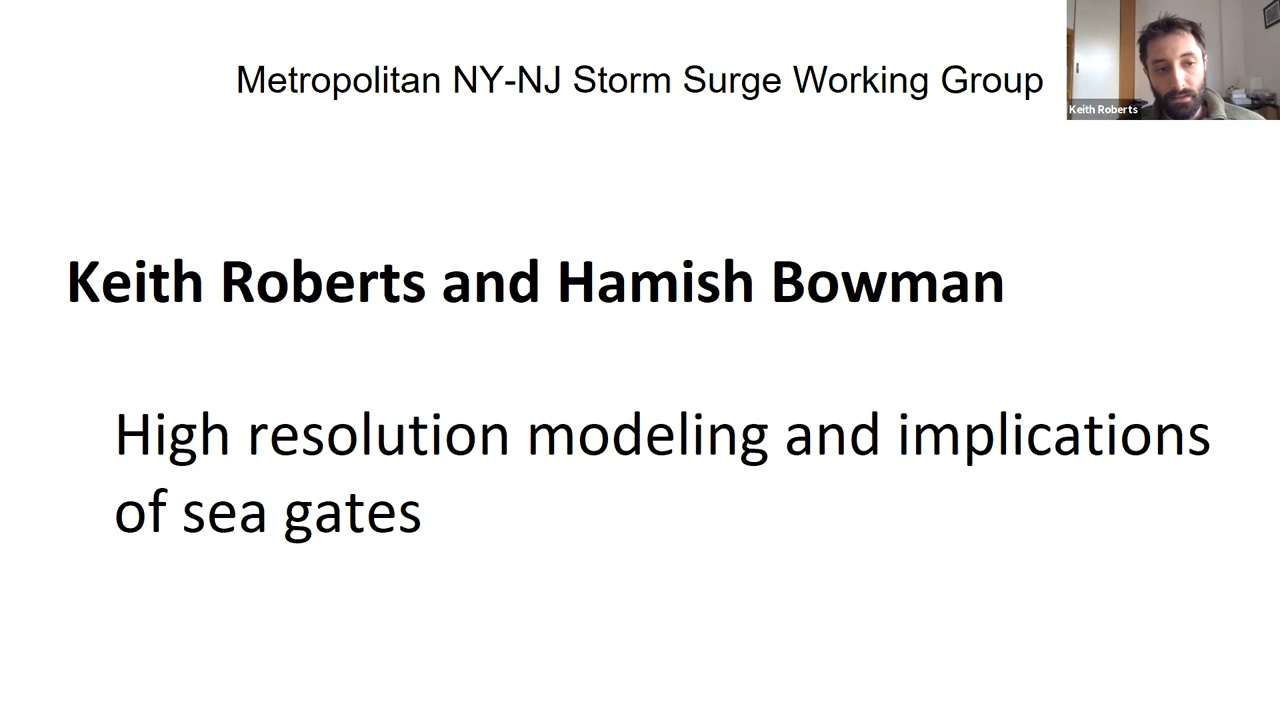 Metropolitan NY-NJ Storm Surge Working Group
Keith Roberts
Keith Roberts and Hamish Bowman
High resolution modeling and implications
of sea gates